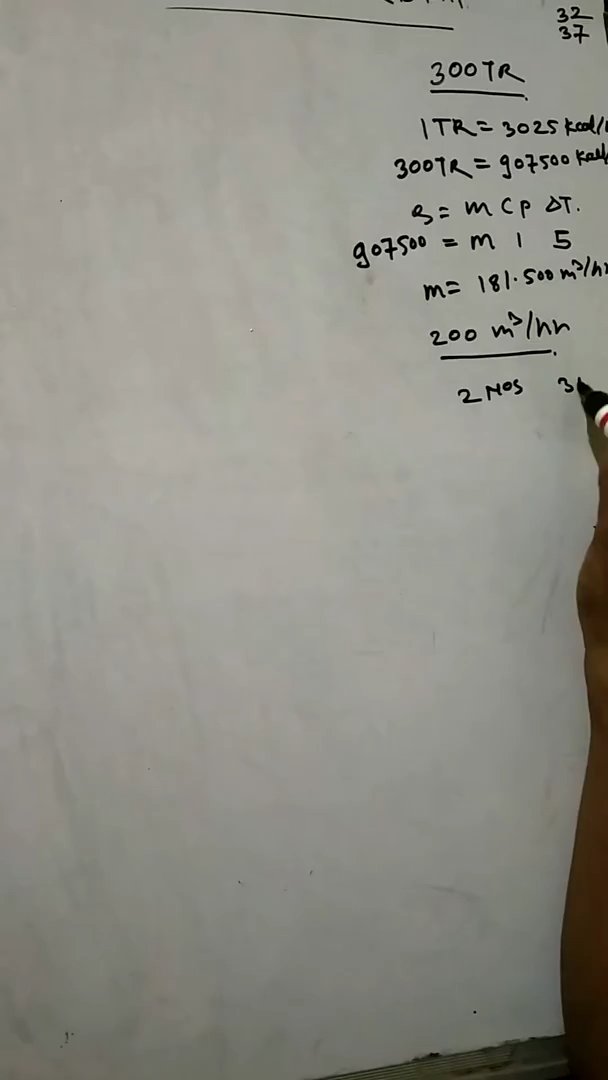 32
37
300TR
1TR = 3025 kcal/
300TR = 907500 kcal/
Q = m CP ΔT.
907500 = m 1 5
m = 181.500 m³/hr
200 m³/hr
2 NOS 3